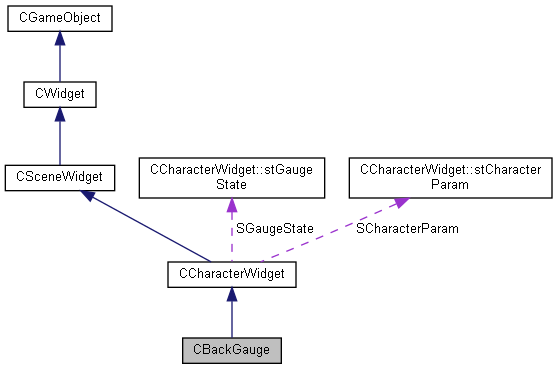 CGameObject
CWidget
CSceneWidget
CCharacterWidget::stGauge
State
CCharacterWidget::stCharacter
Param
SGaugeState
SCharacterParam
CCharacterWidget
CBackGauge